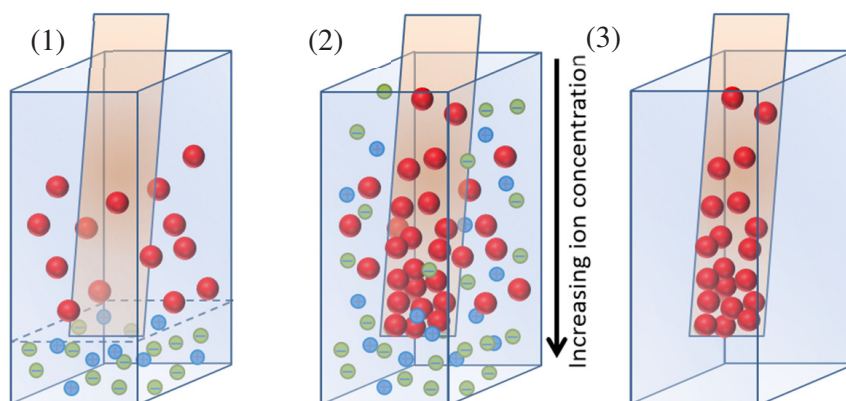 (1)
(2)
(3)
Increasing ion concentration